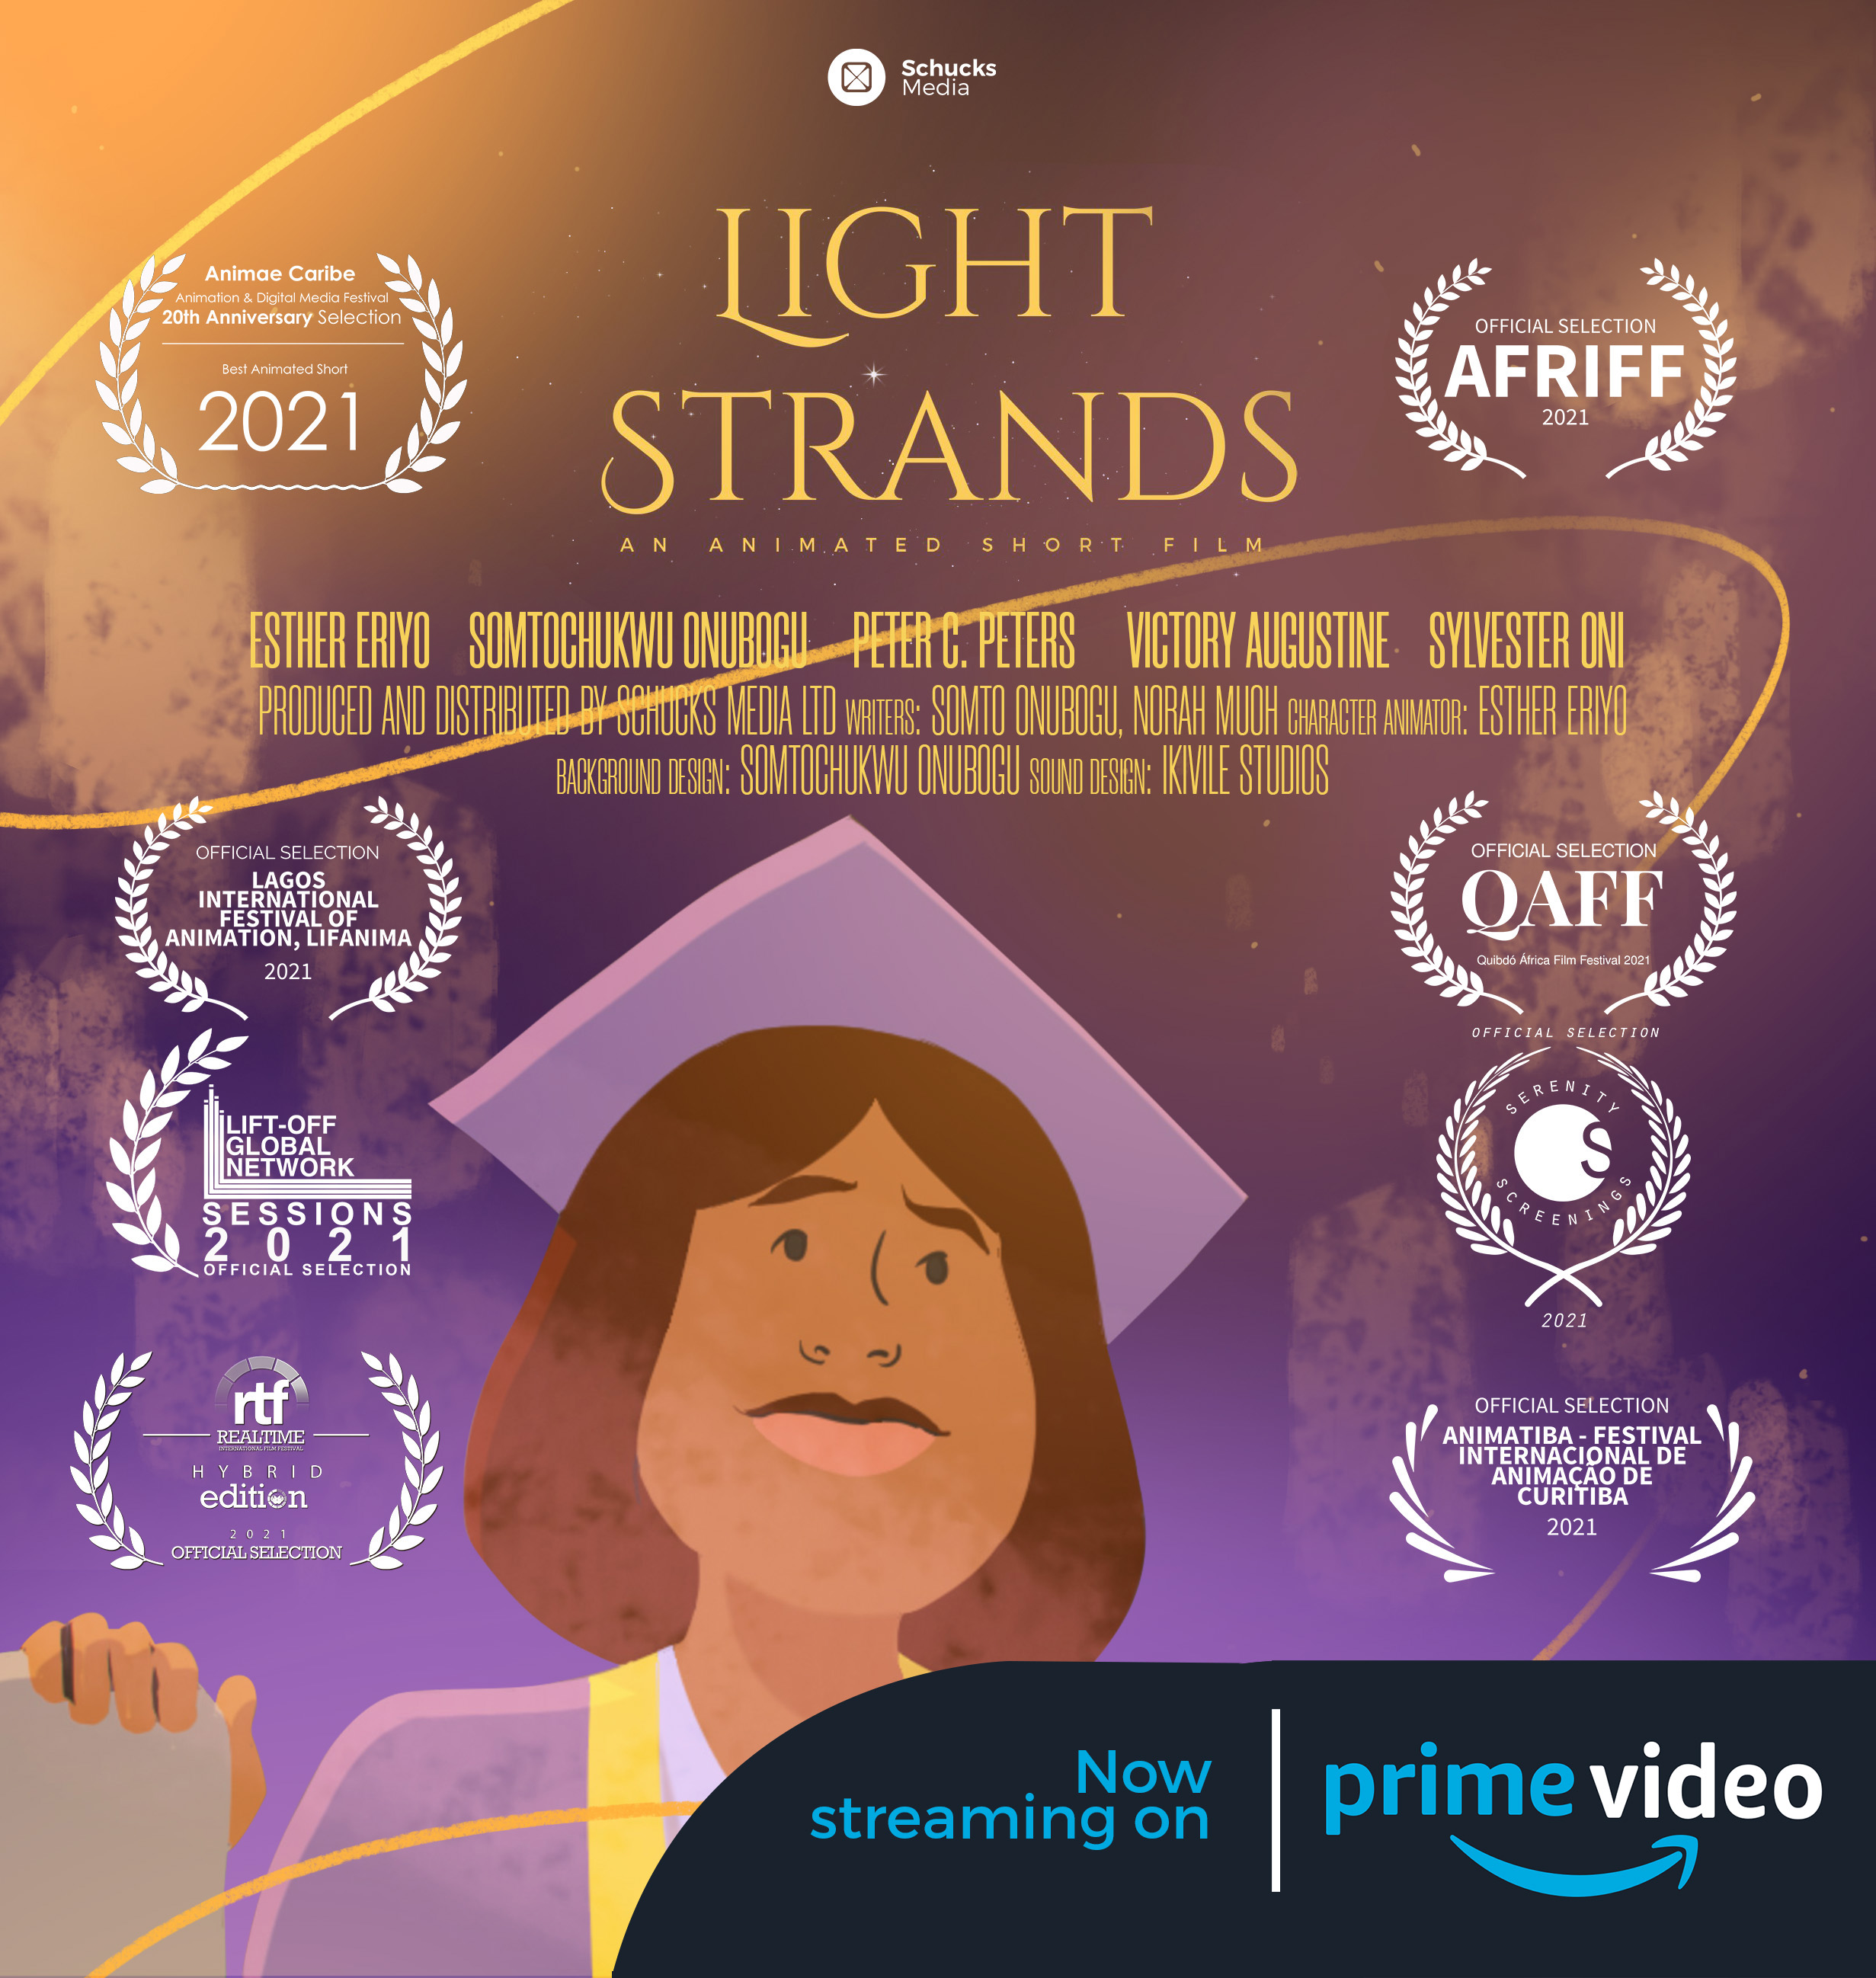 Schucks
Media
LIGHT
STRANDS
AN ANIMATED SHORT FILM
Animae Caribe
Animation & Digital Media Festival
20th Anniversary Selection
Best Animated Short
2021
OFFICIAL SELECTION
AFRIFF
2021
ESTHER ERIYO SOMTOCHUKWU ONUBOGU PETER C. PETERS VICTORY AUGUSTINE SYLVESTER ONI
PRODUCED AND DISTRIBUTED BY SCHUCKS MEDIA LTD WRITERS: SOMTO ONUBOGU, NORAH MUOH CHARACTER ANIMATOR: ESTHER ERIYO
BACKGROUND DESIGN: SOMTOCHUKWU ONUBOGU SOUND DESIGN: IKIVILE STUDIOS
OFFICIAL SELECTION
LAGOS
INTERNATIONAL
FESTIVAL OF
ANIMATION, LIFANIMA
2021
OFFICIAL SELECTION
QAFF
Quibdó África Film Festival 2021
LIFT-OFF
GLOBAL
NETWORK
SESSIONS
2021
OFFICIAL SELECTION
OFFICIAL SELECTION
SERENITY
S
SCREENINGS
2021
rtf
REALTIME
INTERNATIONAL FILM FESTIVAL
HYBRID
edition
2021
OFFICIAL SELECTION
OFFICIAL SELECTION
ANIMATIBA - FESTIVAL
INTERNACIONAL DE
ANIMAÇÃO DE
CURITIBA
2021
Now
streaming on
prime video